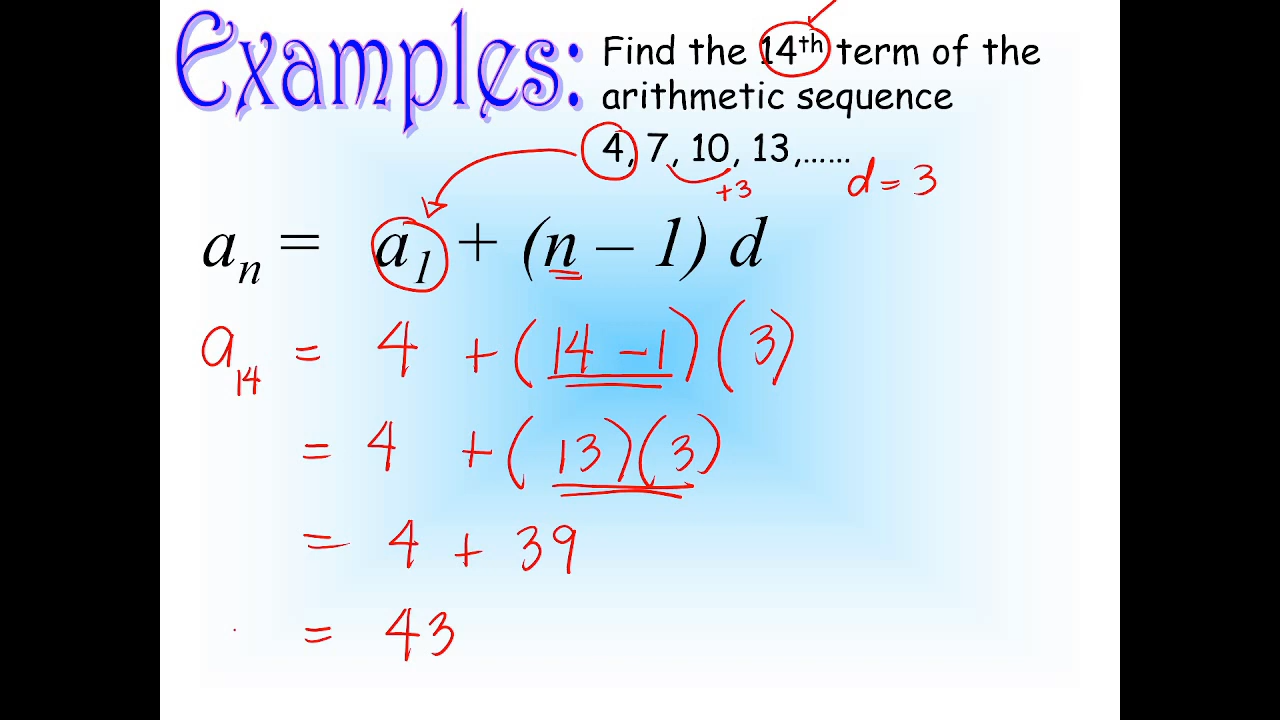 Examples:
Find the 14th term of the
arithmetic sequence
4, 7, 10, 13,......
+3
d = 3
an = a1 + (n – 1) d
a14 = 4 + (14 - 1)(3)
= 4 + (13)(3)
= 4 + 39
= 43